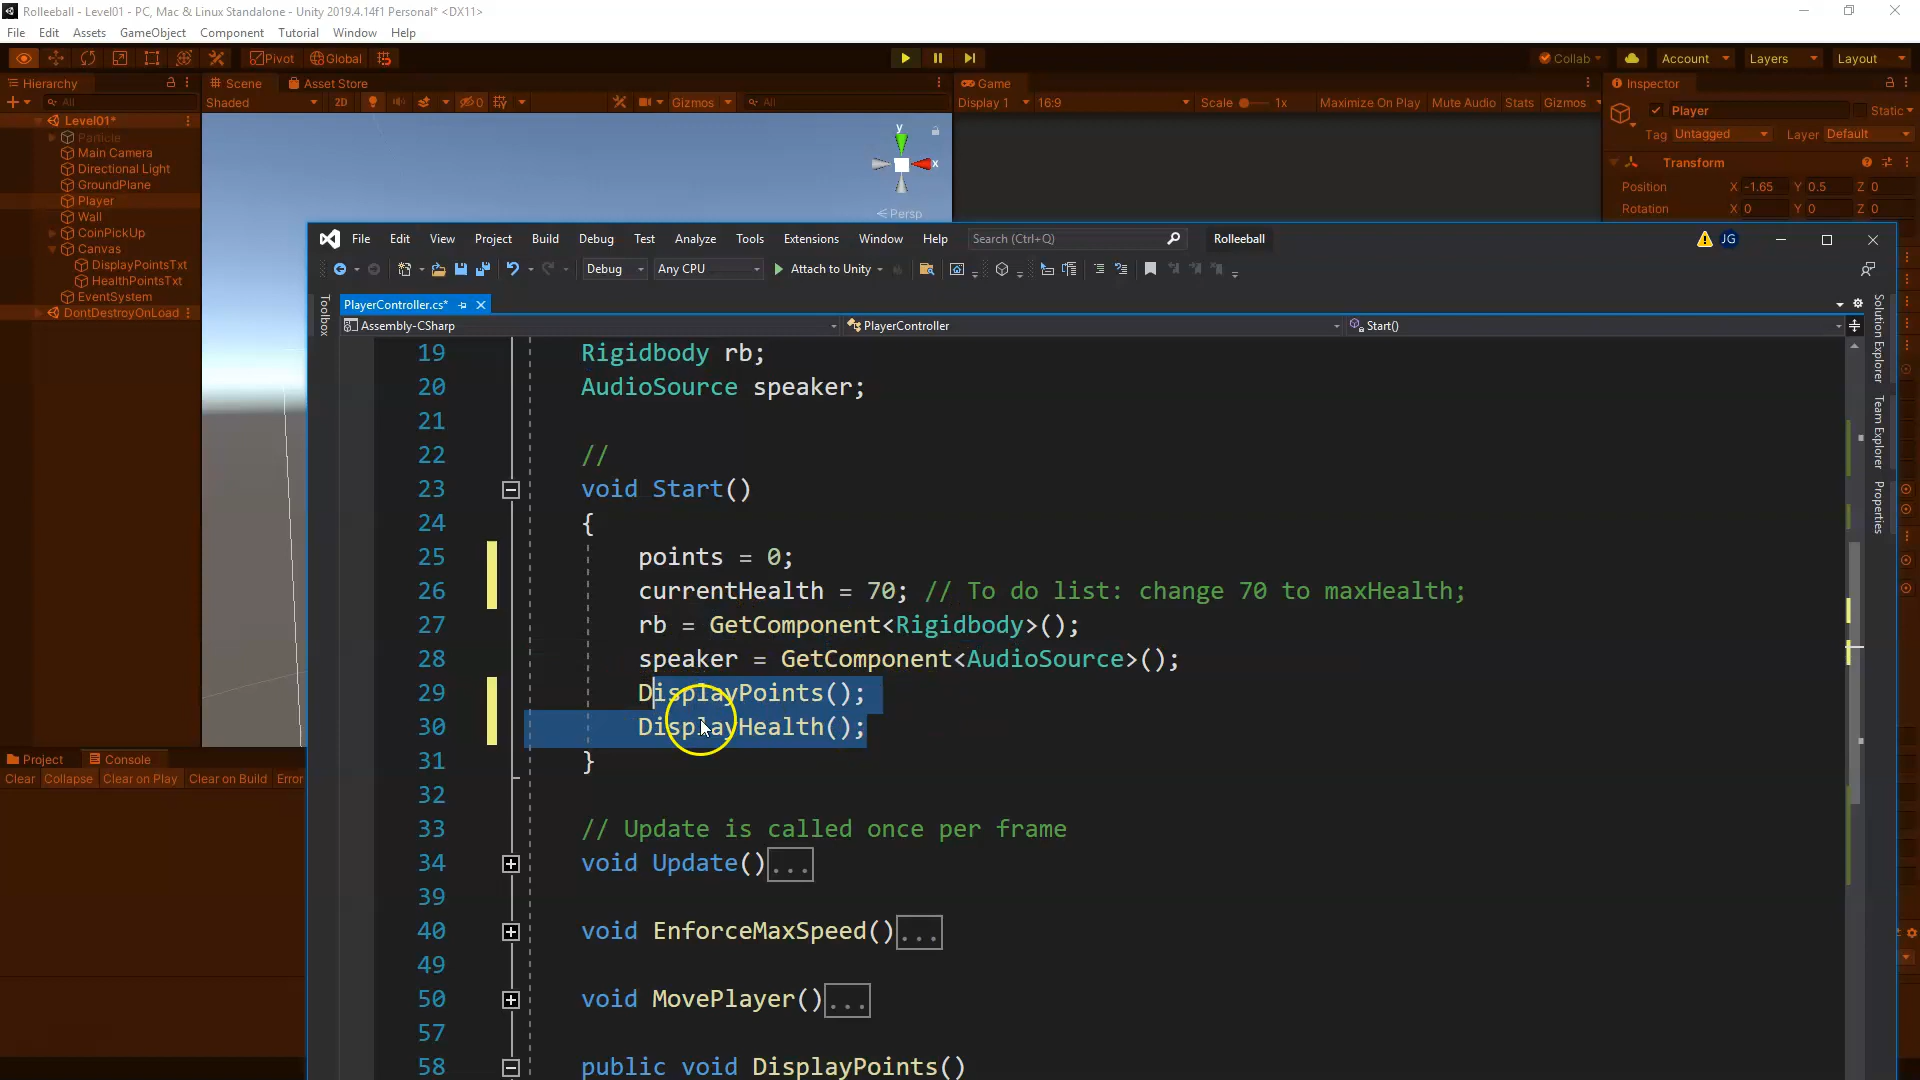 Rolleeball - Level01 - PC, Mac & Linux Standalone - Unity 2019.4.14f1 Personal* <DX11>
File Edit Assets GameObject Component Tutorial Window Help
Pivot Global Collab Account Layers Layout
Hierarchy Scene Asset Store Game Inspector
All Shaded 2D 0 Gizmos All Display 1 16:9 Scale 1x Maximize On Play Mute Audio Stats Gizmos
Player Static
Tag Untagged Layer Default
Transform
Position X -1.65 Y 0.5 Z 0
Rotation X 0 Y 0 Z 0
Level01*
Particle
Main Camera
Directional Light
GroundPlane
Player
Wall
CoinPickUp
Canvas
DisplayPointsTxt
HealthPointsTxt
EventSystem
DontDestroyOnLoad
y
x
Persp
Project Console
Clear Collapse Clear on Play Clear on Build Error
File Edit View Project Build Debug Test Analyze Tools Extensions Window Help Search (Ctrl+Q) Rolleeball JG
Debug Any CPU Attach to Unity
Toolbox
PlayerController.cs*
Assembly-CSharp PlayerController Start()
Solution Explorer
Team Explorer
Properties
19 Rigidbody rb;
20 AudioSource speaker;
21
22 //
23 void Start()
24 {
25 points = 0;
26 currentHealth = 70; // To do list: change 70 to maxHealth;
27 rb = GetComponent<Rigidbody>();
28 speaker = GetComponent<AudioSource>();
29 DisplayPoints();
30 DisplayHealth();
31 }
32
33 // Update is called once per frame
34 void Update()...
39
40 void EnforceMaxSpeed()...
49
50 void MovePlayer()...
57
58 public void DisplayPoints()